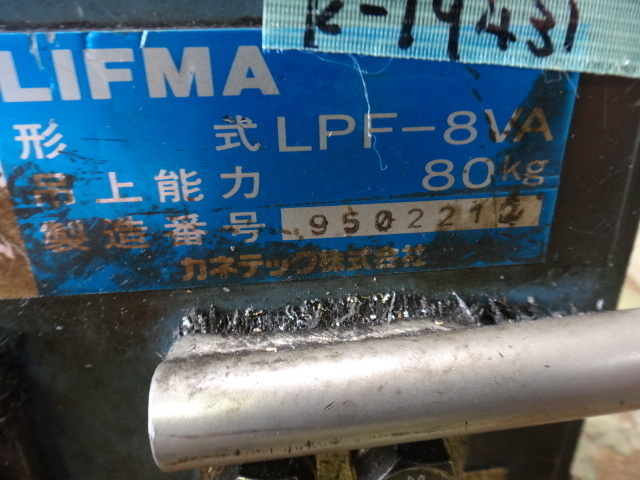 K-19431
LIFMA
形 式 LPF-8VA
吊上能力 80kg
製造番号 9502212
カネテック株式会社